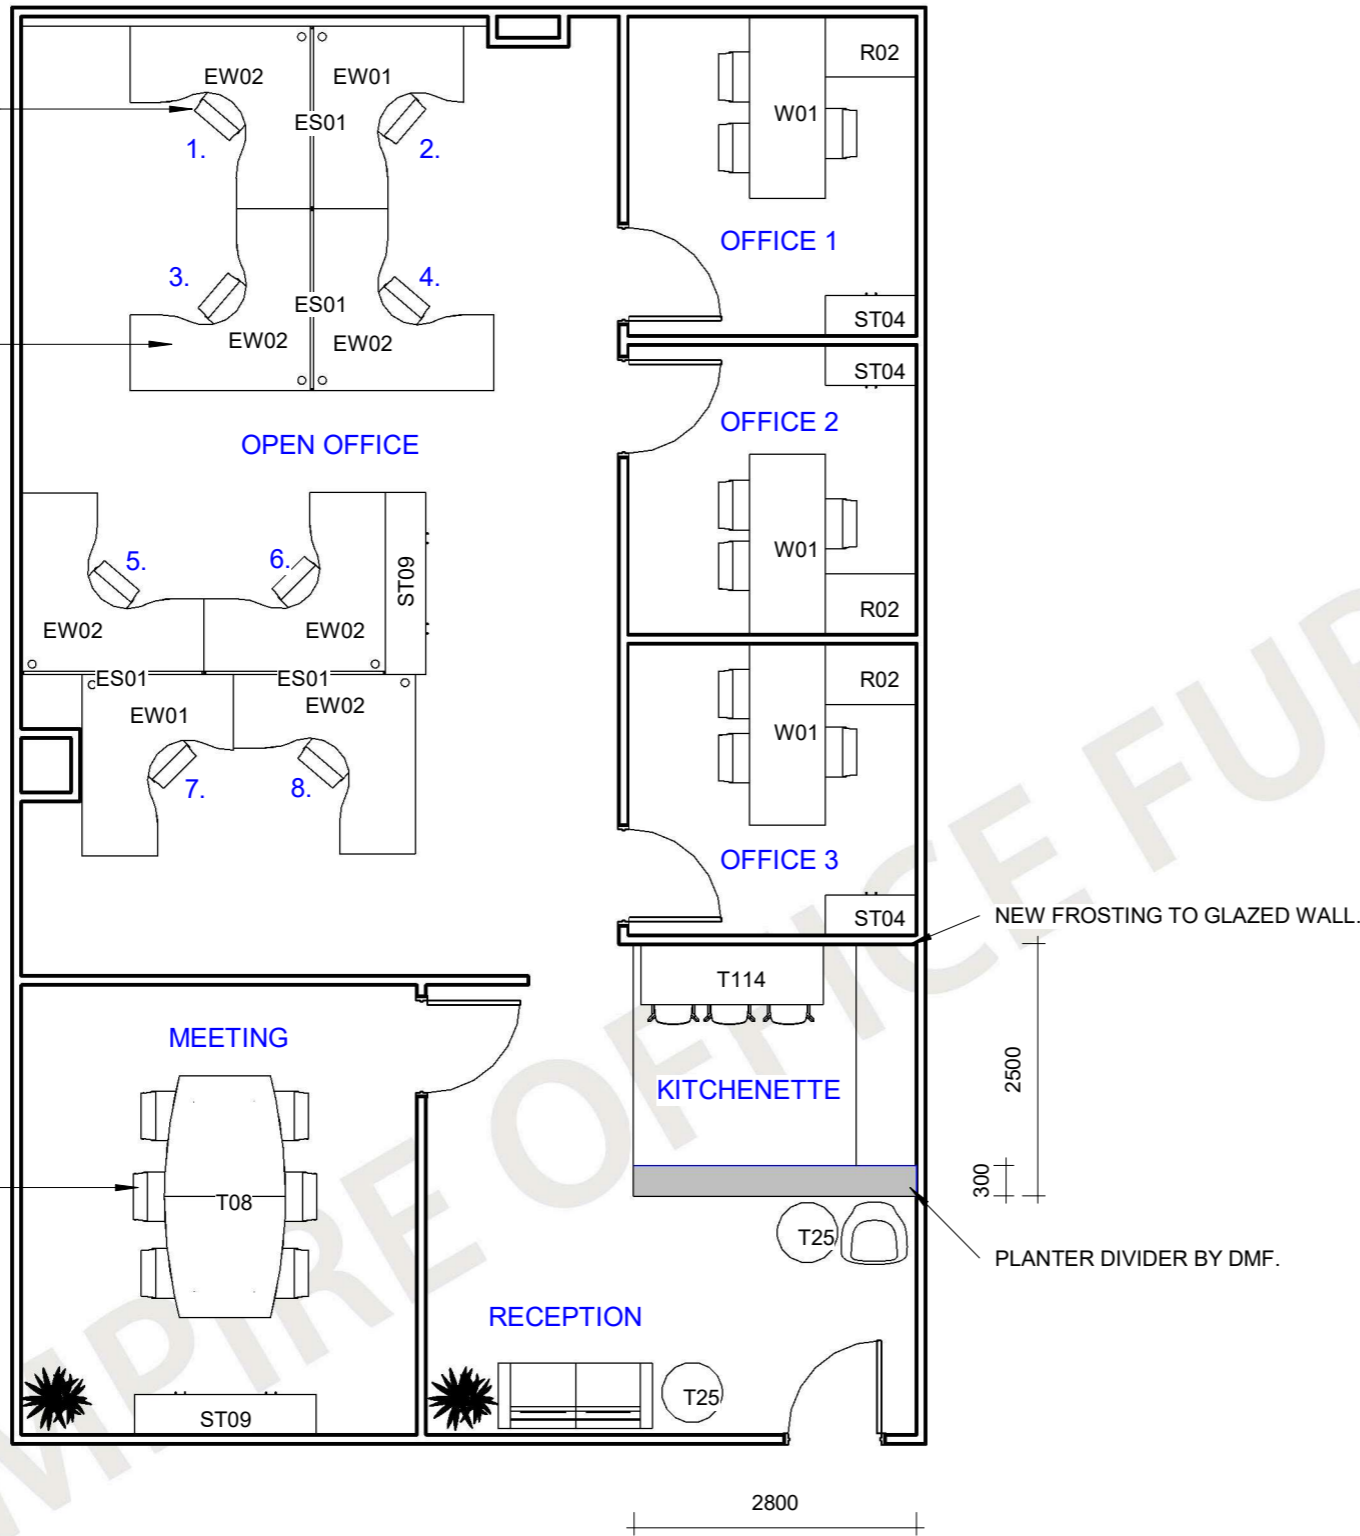 EW02
EW01
R02
W01
ES01
1.
2.
OFFICE 1
3.
4.
ES01
ST04
EW02
EW02
ST04
OFFICE 2
OPEN OFFICE
W01
5.
6.
ST09
R02
EW02
EW02
ES01
ES01
R02
EW01
EW02
W01
7.
8.
OFFICE 3
ST04
NEW FROSTING TO GLAZED WALL.
T114
MEETING
KITCHENETTE
2500
300
T08
T25
PLANTER DIVIDER BY DMF.
RECEPTION
T25
ST09
2800
MPIRE OFFICE FUR